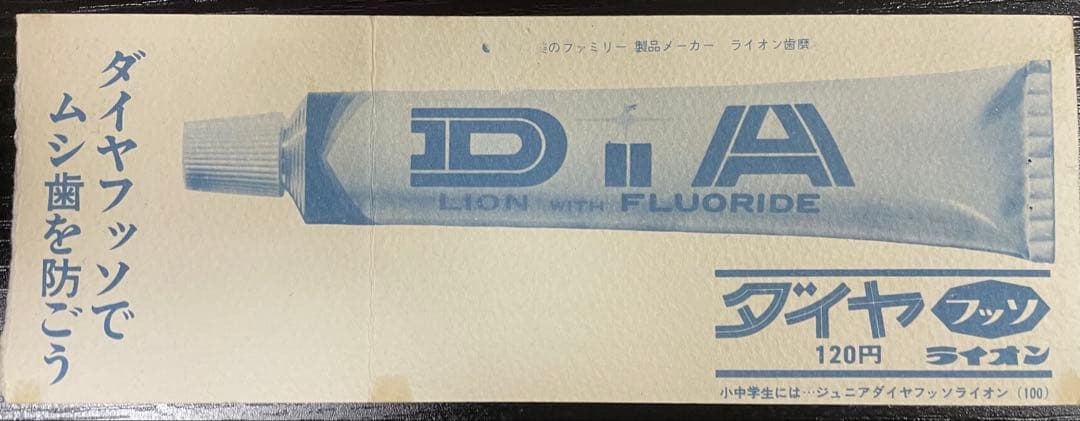 ダイヤフッソで
ムシ歯を防ごう
のファミリー 製品メーカー ライオン歯磨
DiA
LION WITH FLUORIDE
ダイヤ
フッソ
120円
ライオン
小中学生には…ジュニアダイヤフッソライオン(100)